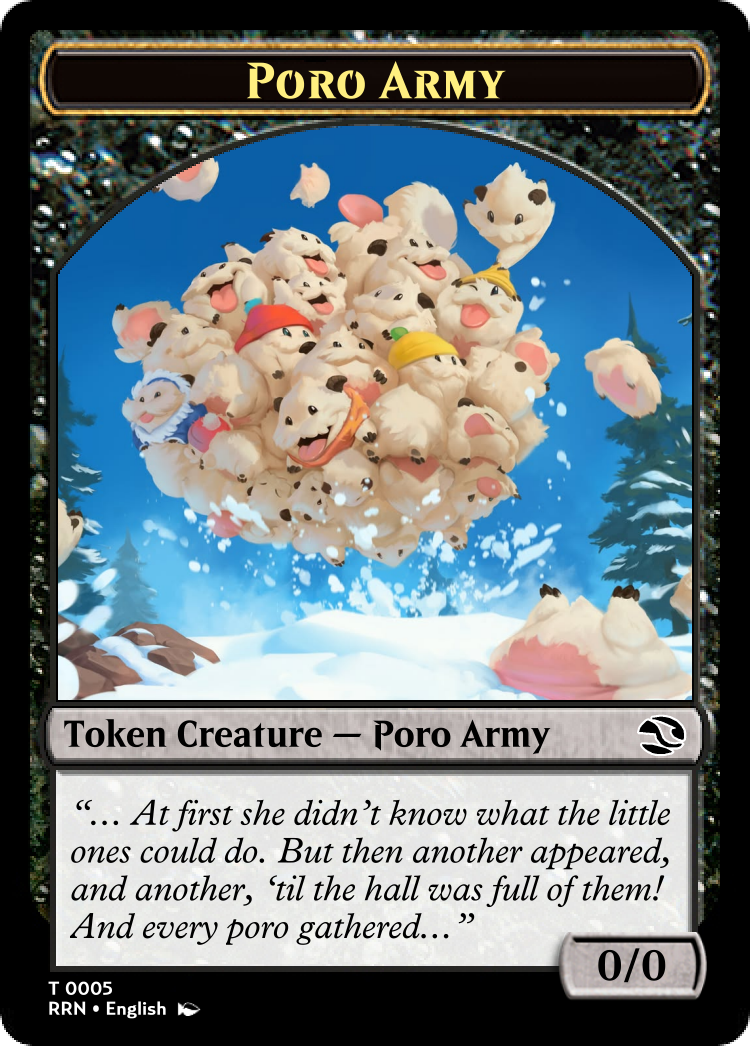 Poro Army
Token Creature — Poro Army
“… At first she didn’t know what the little
ones could do. But then another appeared,
and another, ‘til the hall was full of them!
And every poro gathered…”
0/0
T 0005
RRN • English